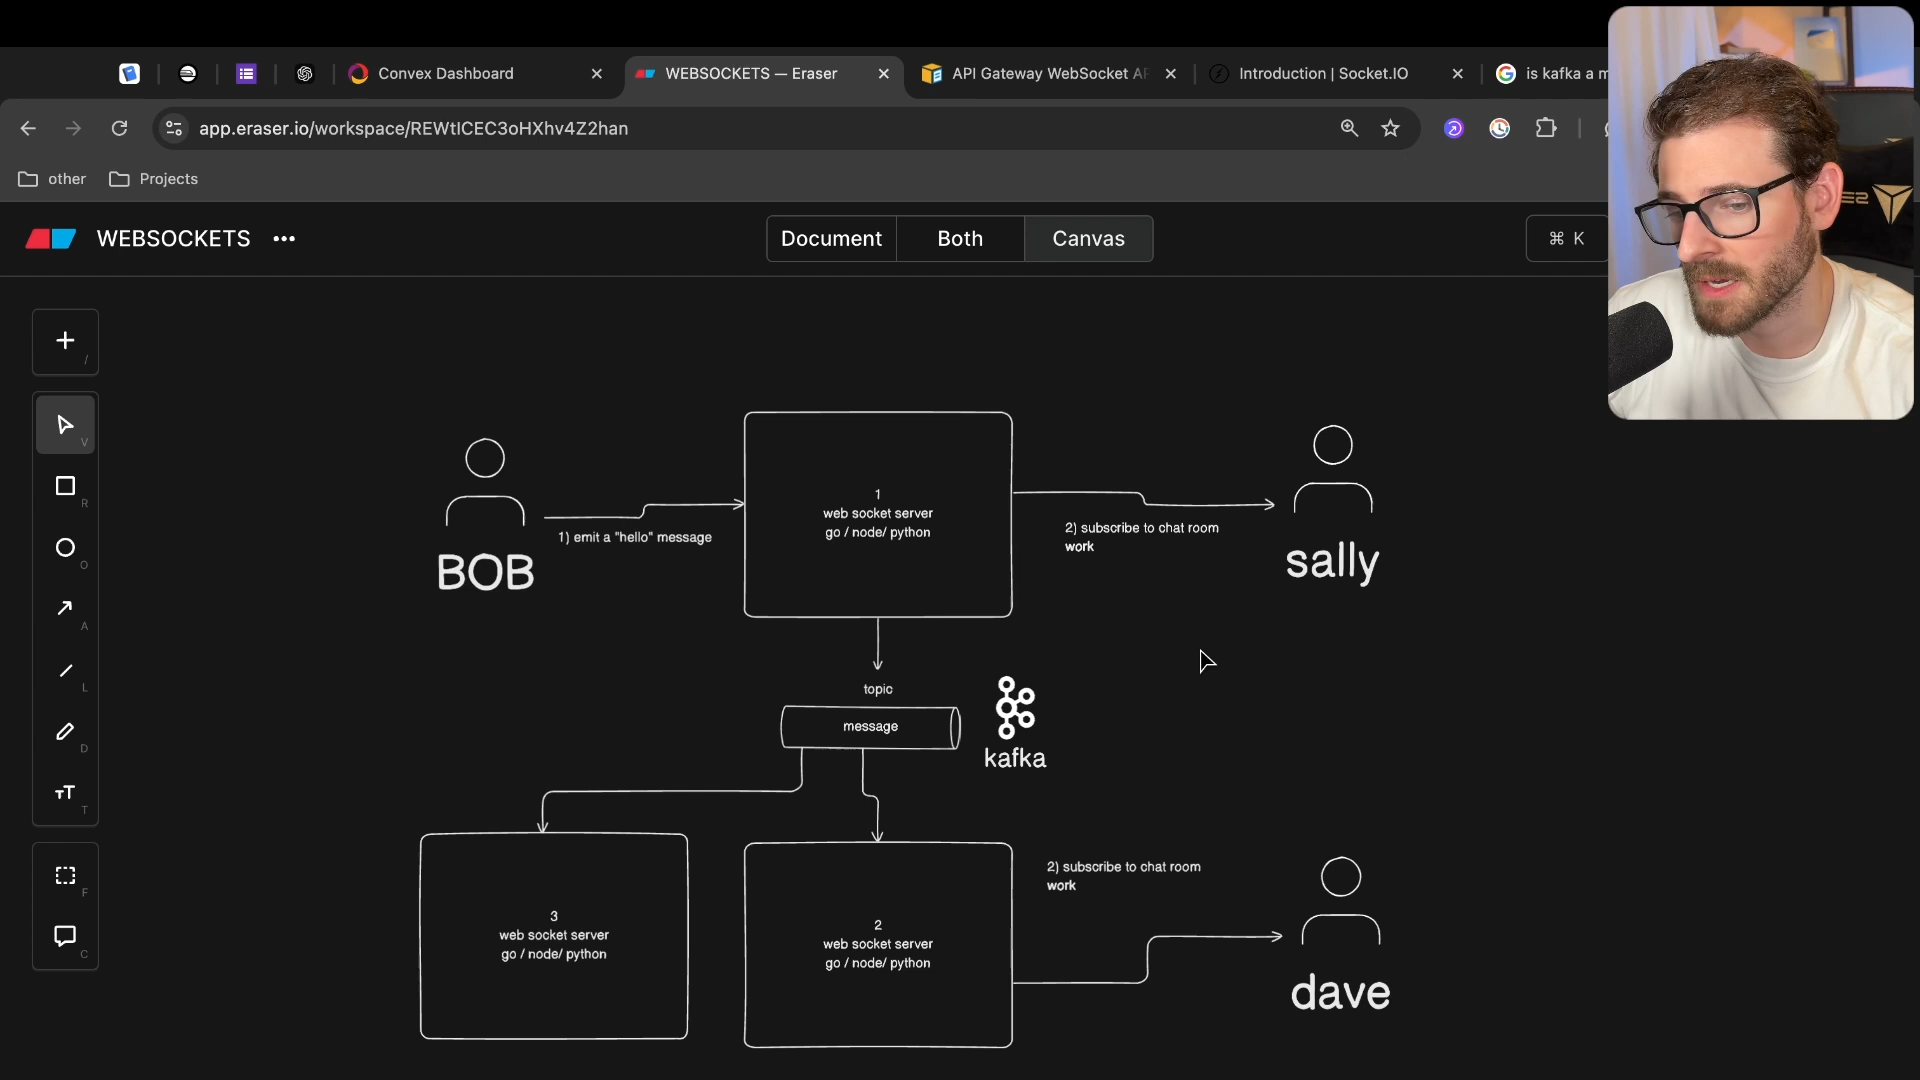 Convex Dashboard
WEBSOCKETS — Eraser
API Gateway WebSocket AP
Introduction | Socket.IO
is kafka a m
app.eraser.io/workspace/REWtICEC3oHXhv4Z2han
other
Projects
WEBSOCKETS
Document
Both
Canvas
⌘ K
/
V
R
O
A
L
D
T
F
C
BOB
1) emit a "hello" message
1
web socket server
go / node/ python
2) subscribe to chat room
work
sally
topic
message
kafka
3
web socket server
go / node/ python
2
web socket server
go / node/ python
2) subscribe to chat room
work
dave